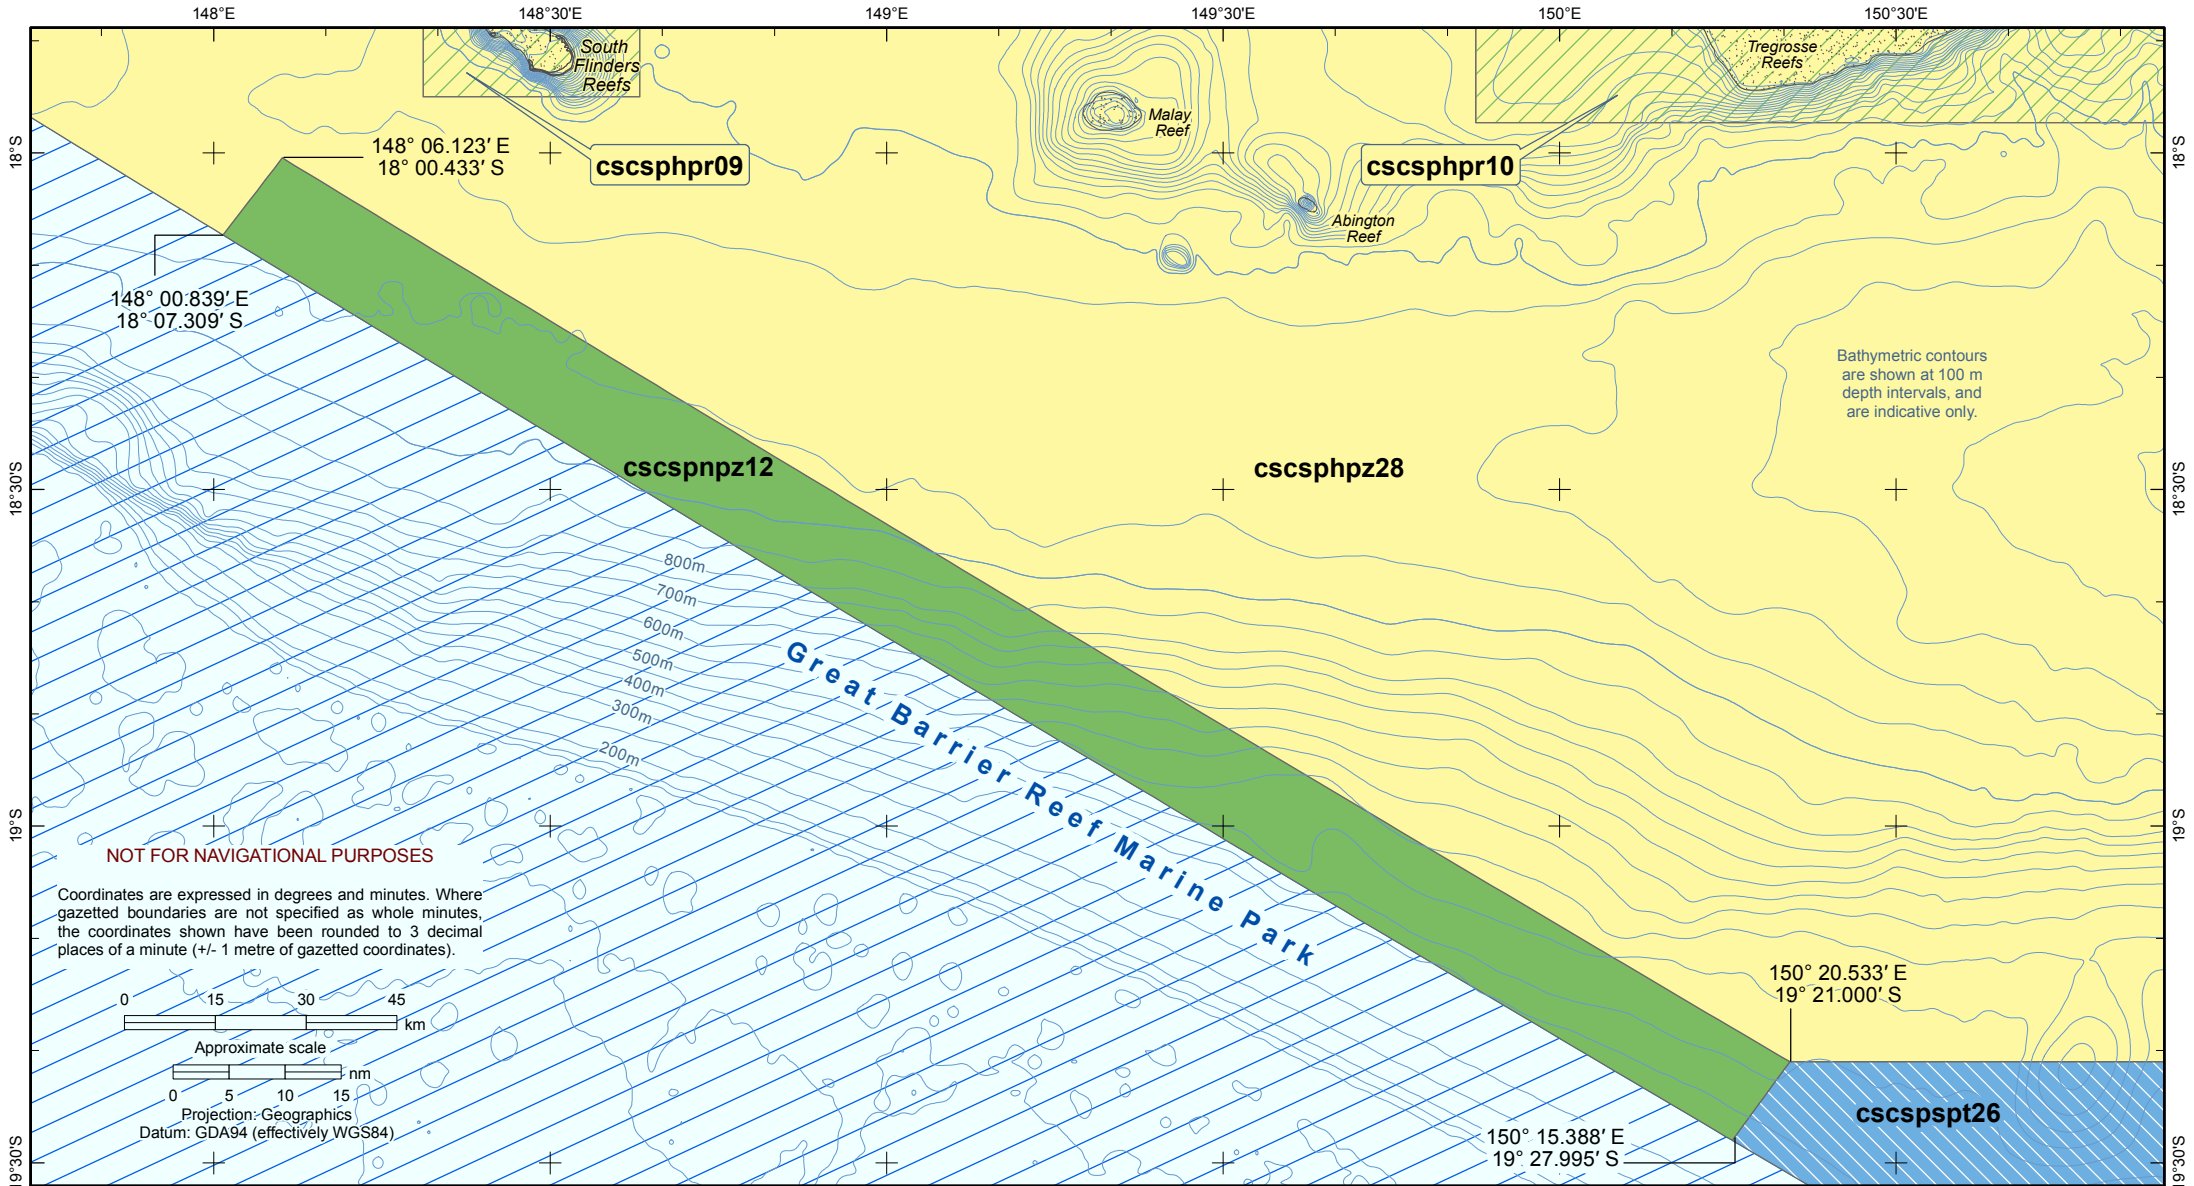 148°E
148°30'E
149°E
149°30'E
150°E
150°30'E
South
Flinders
Reefs
Malay
Reef
Tregrosse
Reefs
18°S
18°S
148° 06.123′ E
18° 00.433′ S
cscsphpr09
cscsphpr10
Abington
Reef
148° 00.839′ E
18° 07.309′ S
Bathymetric contours
are shown at 100 m
depth intervals, and
are indicative only.
cscspnpz12
cscsphpz28
18°30'S
18°30'S
800m
700m
600m
500m
400m
300m
200m
Great Barrier Reef Marine Park
19°S
19°S
NOT FOR NAVIGATIONAL PURPOSES
Coordinates are expressed in degrees and minutes. Where
gazetted boundaries are not specified as whole minutes,
the coordinates shown have been rounded to 3 decimal
places of a minute (+/- 1 metre of gazetted coordinates).
0 15 30 45
km
Approximate scale
nm
0 5 10 15
Projection: Geographics
Datum: GDA94 (effectively WGS84)
150° 20.533′ E
19° 21.000′ S
cscspspt26
150° 15.388′ E
19° 27.995′ S
19°30'S
19°30'S